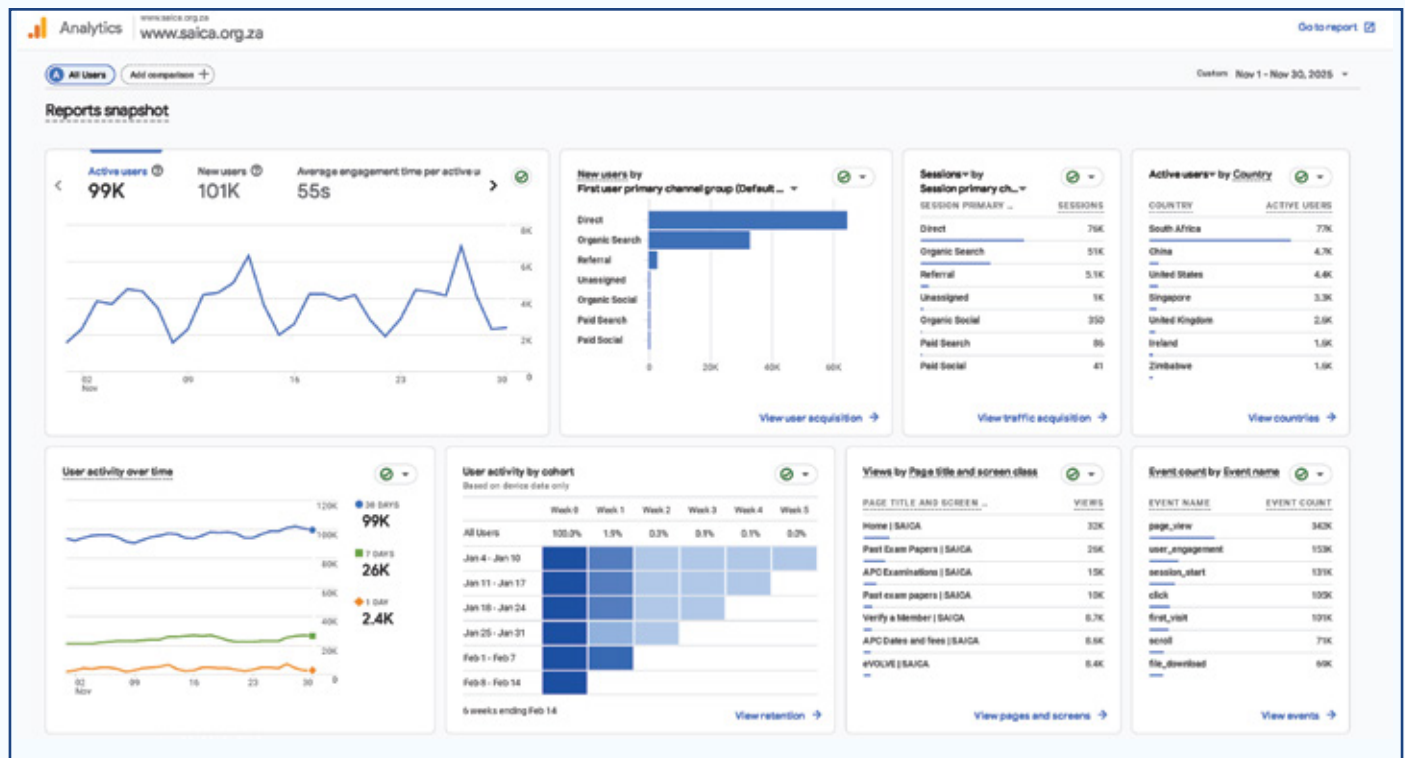 www.saica.org.za
Analytics
www.saica.org.za
Go to report
A All Users
Add comparison +
Custom Nov 1 - Nov 30, 2025
Reports snapshot
Active users
99K
New users
101K
Average engagement time per active u
55s
8K
6K
4K
2K
0
02
Nov
09
16
23
30
New users by
First user primary channel group (Default ...
Direct
Organic Search
Referral
Unassigned
Organic Social
Paid Search
Paid Social
0 20K 40K 60K
View user acquisition
Sessions by
Session primary ch...
SESSION PRIMARY ... SESSIONS
Direct 76K
Organic Search 51K
Referral 5.1K
Unassigned 1K
Organic Social 350
Paid Search 86
Paid Social 41
View traffic acquisition
Active users by Country
COUNTRY ACTIVE USERS
South Africa 77K
China 4.7K
United States 4.4K
Singapore 3.3K
United Kingdom 2.6K
Ireland 1.6K
Zimbabwe 1.6K
View countries
User activity over time
120K
100K
80K
60K
40K
20K
0
02
Nov
09
16
23
30
30 DAYS
99K
7 DAYS
26K
1 DAY
2.4K
User activity by cohort
Based on device data only
Week 0 Week 1 Week 2 Week 3 Week 4 Week 5
All Users 100.0% 1.9% 0.3% 0.1% 0.0%
Jan 4 - Jan 10
Jan 11 - Jan 17
Jan 18 - Jan 24
Jan 25 - Jan 31
Feb 1 - Feb 7
Feb 8 - Feb 14
6 weeks ending Feb 14
View retention
Views by Page title and screen class
PAGE TITLE AND SCREEN ... VIEWS
Home | SAICA 32K
Past Exam Papers | SAICA 26K
APC Examinations | SAICA 15K
Past exam papers | SAICA 10K
Verify a Member | SAICA 8.7K
APC Dates and fees | SAICA 8.6K
eVOLVE | SAICA 8.4K
View pages and screens
Event count by Event name
EVENT NAME EVENT COUNT
page_view 342K
user_engagement 153K
session_start 131K
click
first_visit 101K
scroll 71K
file_download
View events